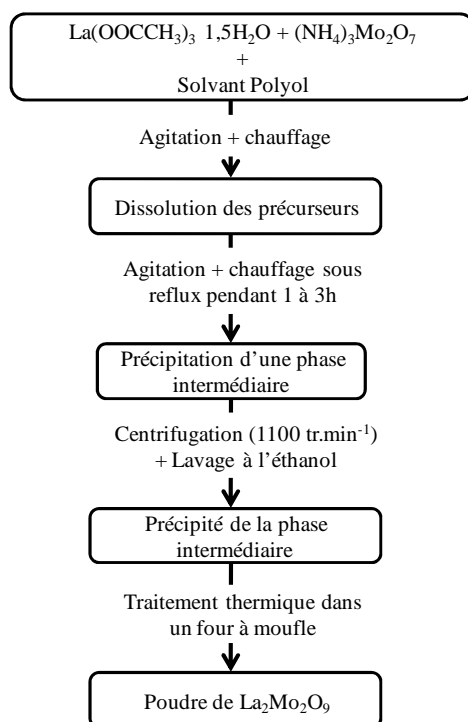 La(OOCCH₃)₃ 1,5H₂O + (NH₄)₃Mo₂O₇
+
Solvant Polyol
Agitation + chauffage
Dissolution des précurseurs
Agitation + chauffage sous
reflux pendant 1 à 3h
Précipitation d'une phase
intermédiaire
Centrifugation (1100 tr.min⁻¹)
+ Lavage à l'éthanol
Précipité de la phase
intermédiaire
Traitement thermique dans
un four à moufle
Poudre de La₂Mo₂O₉